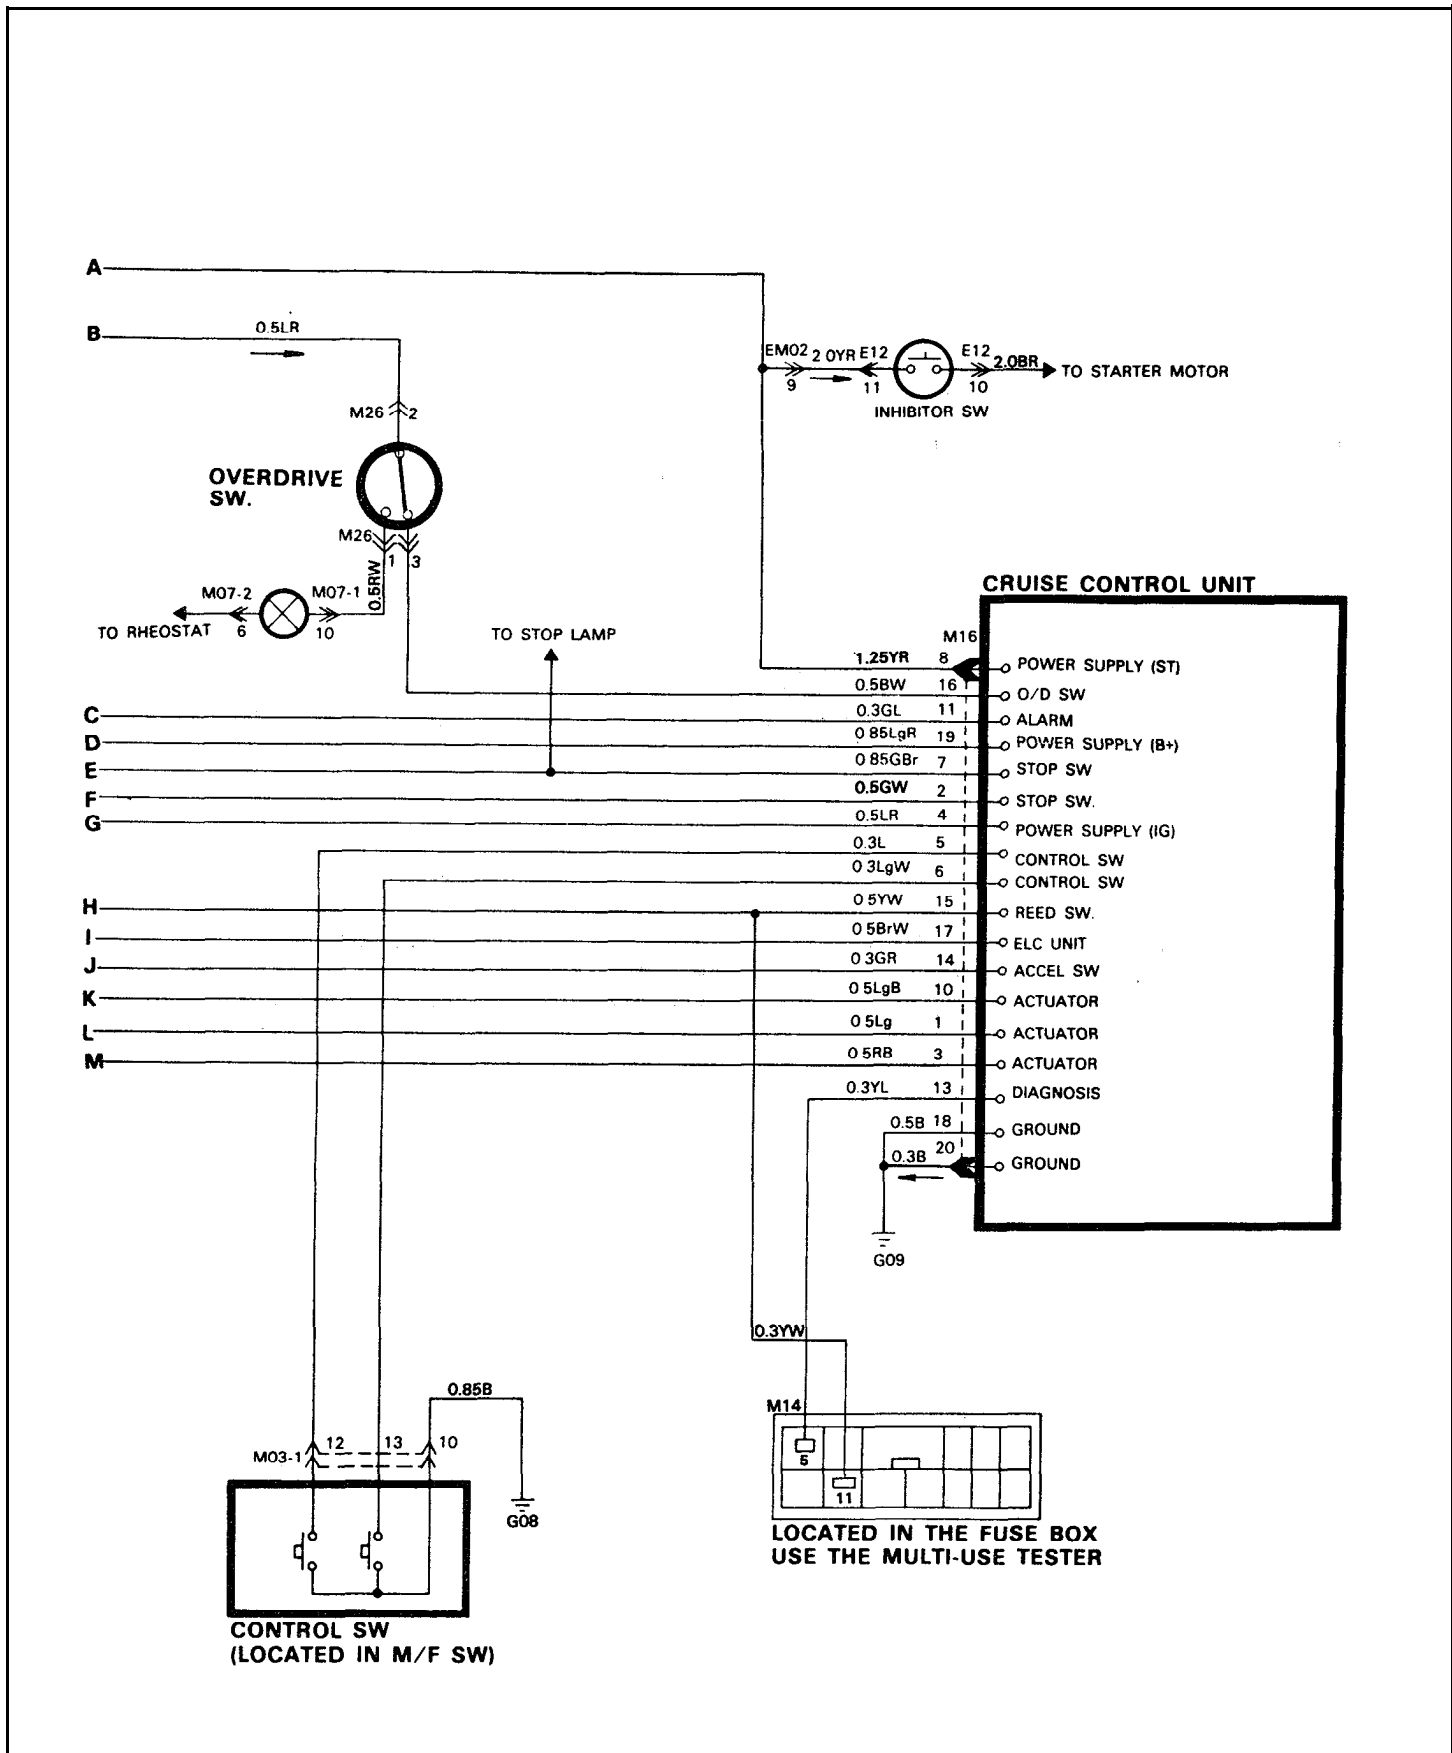 A
B
0.5LR
EM02 2 0YR E12
E12
2.0BR
TO STARTER MOTOR
9
11
10
INHIBITOR SW
M26 2
OVERDRIVE
SW.
M26
1 3
0.5RW
M07-2
M07-1
TO RHEOSTAT
6
10
TO STOP LAMP
CRUISE CONTROL UNIT
M16
1.25YR 8 POWER SUPPLY (ST)
0.5BW 16 O/D SW
C 0.3GL 11 ALARM
D 0 85LgR 19 POWER SUPPLY (B+)
E 0 85GBr 7 STOP SW
F 0.5GW 2 STOP SW.
G 0.5LR 4 POWER SUPPLY (IG)
0.3L 5 CONTROL SW
0 3LgW 6 CONTROL SW
H 0 5YW 15 REED SW.
I 0 5BrW 17 ELC UNIT
J 0 3GR 14 ACCEL SW
K 0 5LgB 10 ACTUATOR
L 0 5Lg 1 ACTUATOR
M 0 5RB 3 ACTUATOR
0.3YL 13 DIAGNOSIS
0.5B 18 GROUND
0.3B 20 GROUND
G09
0.3YW
0.85B
M14
M03-1
12 13 10
5
11
G08
LOCATED IN THE FUSE BOX
USE THE MULTI-USE TESTER
CONTROL SW
(LOCATED IN M/F SW)